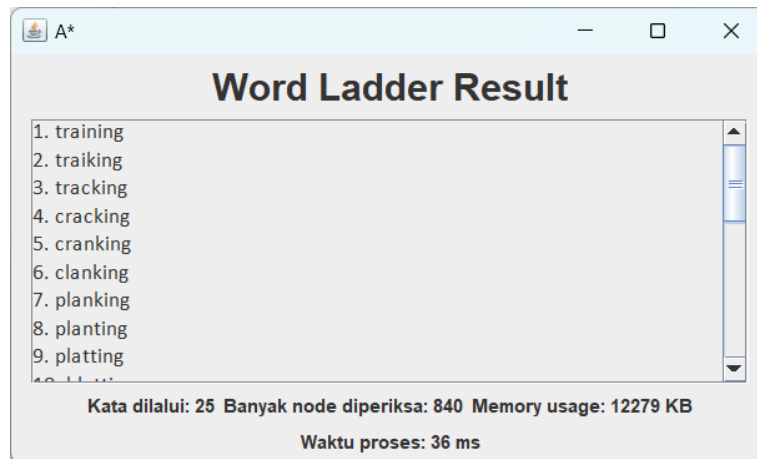 A*
Word Ladder Result
1. training
2. traiking
3. tracking
4. cracking
5. cranking
6. clanking
7. planking
8. planting
9. platting
Kata dilalui: 25 Banyak node diperiksa: 840 Memory usage: 12279 KB
Waktu proses: 36 ms